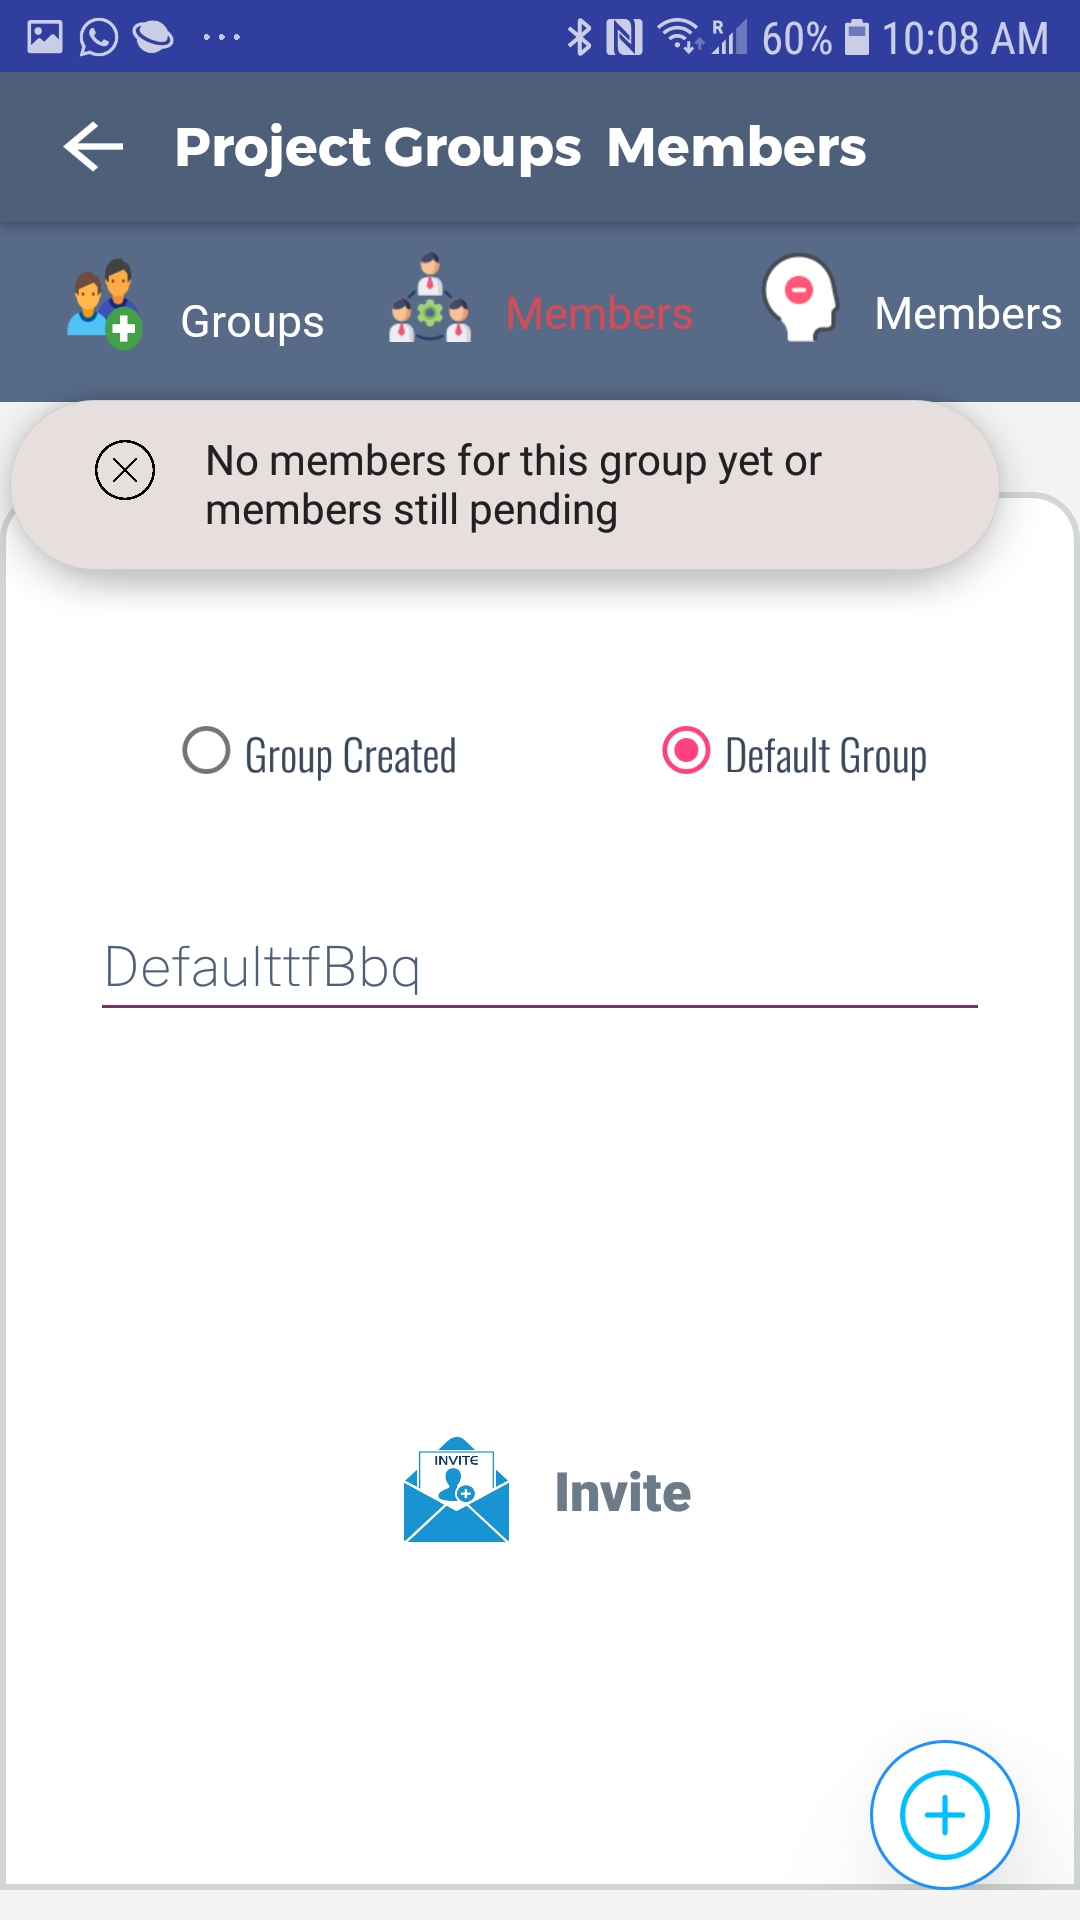 R 60% 10:08 AM
Project Groups Members
Groups Members Members
No members for this group yet or
members still pending
Group Created Default Group
DefaulttfBbq
INVITE
Invite